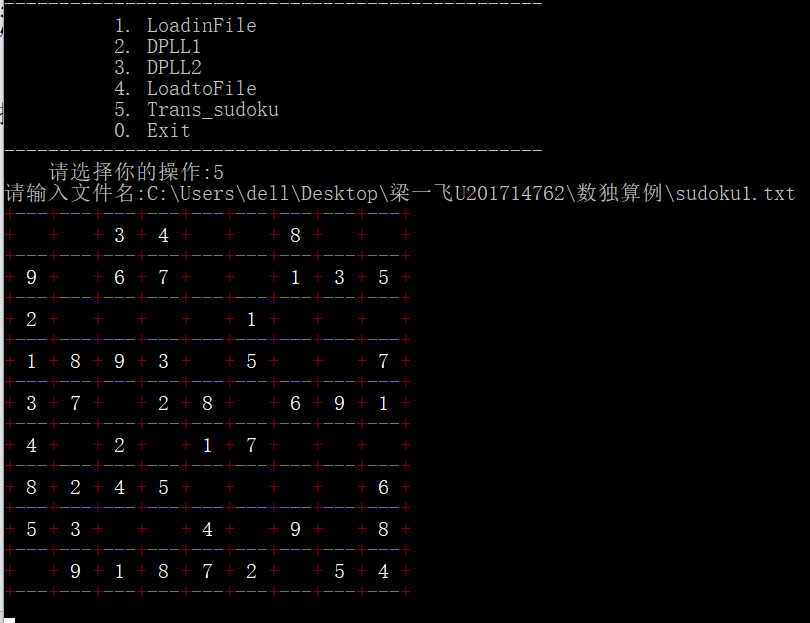 1. LoadinFile
2. DPLL1
3. DPLL2
4. LoadtoFile
5. Trans_sudoku
0. Exit
请选择你的操作:5
请输入文件名:C:\Users\dell\Desktop\梁一飞U201714762\数独算例\sudoku1.txt
3 4 8
9 6 7 1 3 5
2 1
1 8 9 3 5 7
3 7 2 8 6 9 1
4 2 1 7
8 2 4 5 6
5 3 4 9 8
9 1 8 7 2 5 4